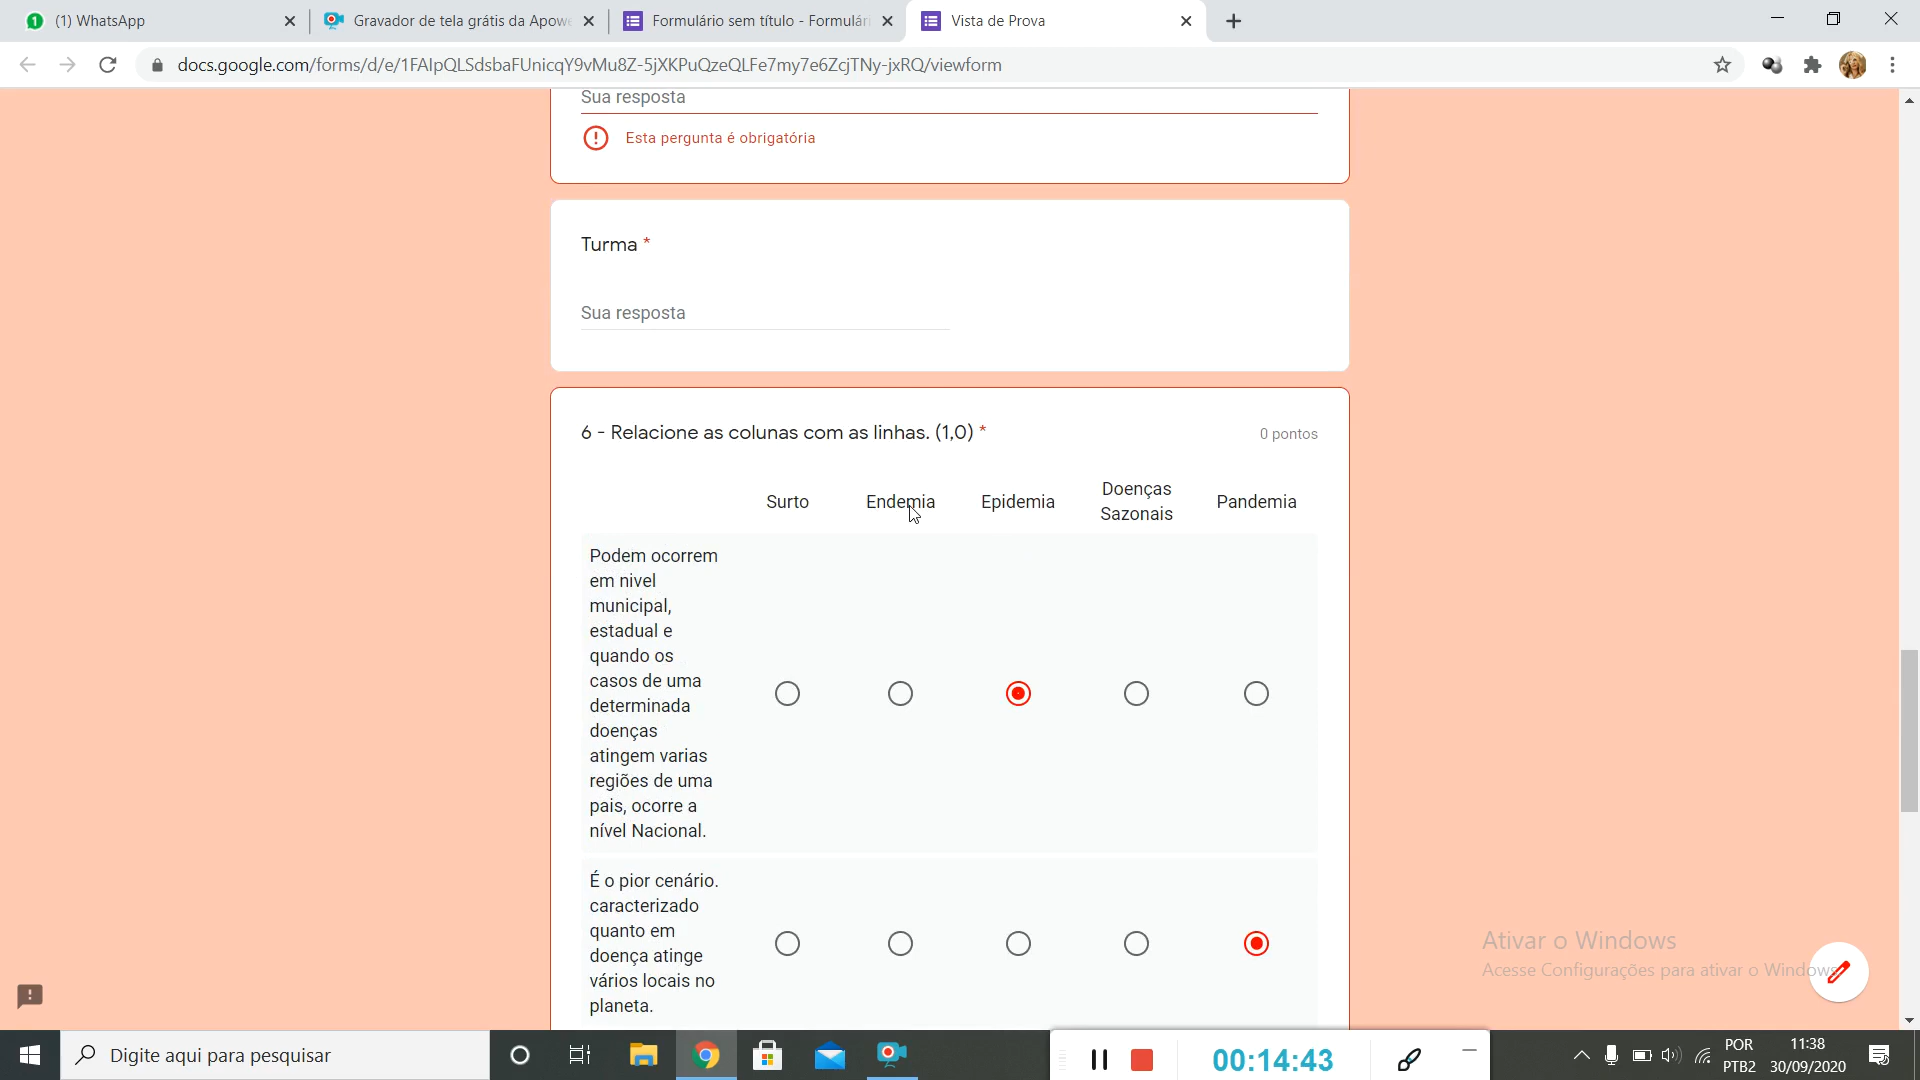 (1) WhatsApp
Gravador de tela grátis da Apowe
Formulário sem título - Formulári
Vista de Prova
docs.google.com/forms/d/e/1FAIpQLSdsbaFUnicqY9vMu8Z-5jXKPuQzeQLFe7my7e6ZcjTNy-jxRQ/viewform
Sua resposta
Esta pergunta é obrigatória
Turma *
Sua resposta
6 - Relacione as colunas com as linhas. (1,0) *
0 pontos
Surto
Endemia
Epidemia
Doenças
Sazonais
Pandemia
Podem ocorrem
em nivel
municipal,
estadual e
quando os
casos de uma
determinada
doenças
atingem varias
regiões de uma
pais, ocorre a
nível Nacional.
É o pior cenário.
caracterizado
quanto em
doença atinge
vários locais no
planeta.
Ativar o Windows
Acesse Configurações para ativar o Windows
Digite aqui para pesquisar
00:14:43
POR
PTB2
11:38
30/09/2020